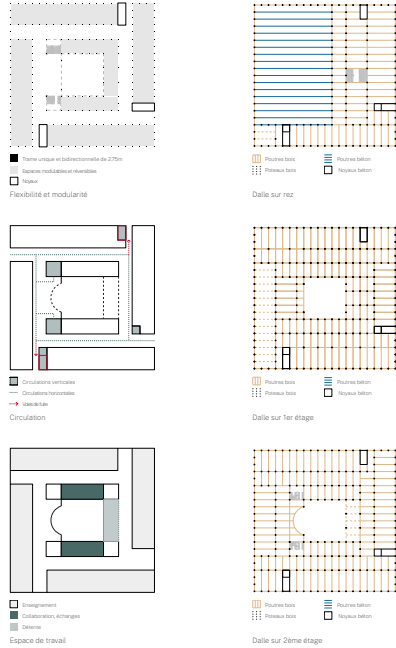 Trame unique et bidirectionnelle de 2.75m
Espaces modulables et réversibles
Noyaux
Flexibilité et modularité
Poutres bois
Poutres béton
Poteaux bois
Noyaux béton
Dalle sur rez
Circulations verticales
Circulations horizontales
Voies de fuite
Circulation
Poutres bois
Poutres béton
Poteaux bois
Noyaux béton
Dalle sur 1er étage
Enseignement
Collaboration, échanges
Détente
Espace de travail
Poutres bois
Poutres béton
Poteaux bois
Noyaux béton
Dalle sur 2ème étage